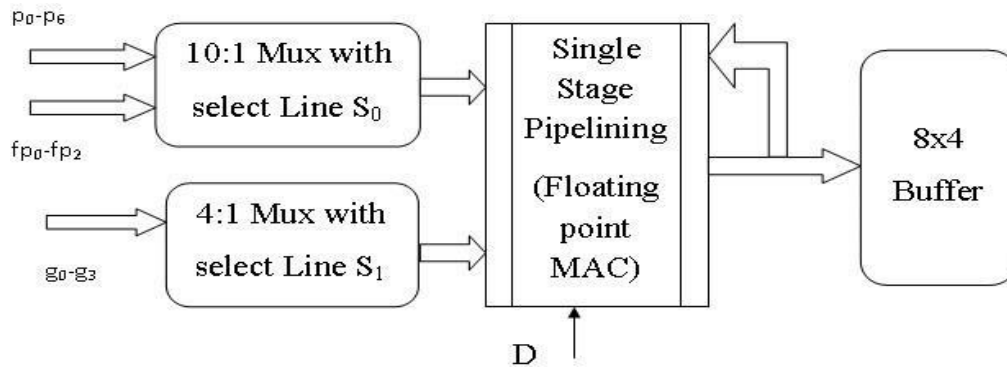 p₀-p₆
10:1 Mux with
select Line S₀
fp₀-fp₂
4:1 Mux with
select Line S₁
g₀-g₃
Single
Stage
Pipelining
(Floating
point
MAC)
D
8x4
Buffer